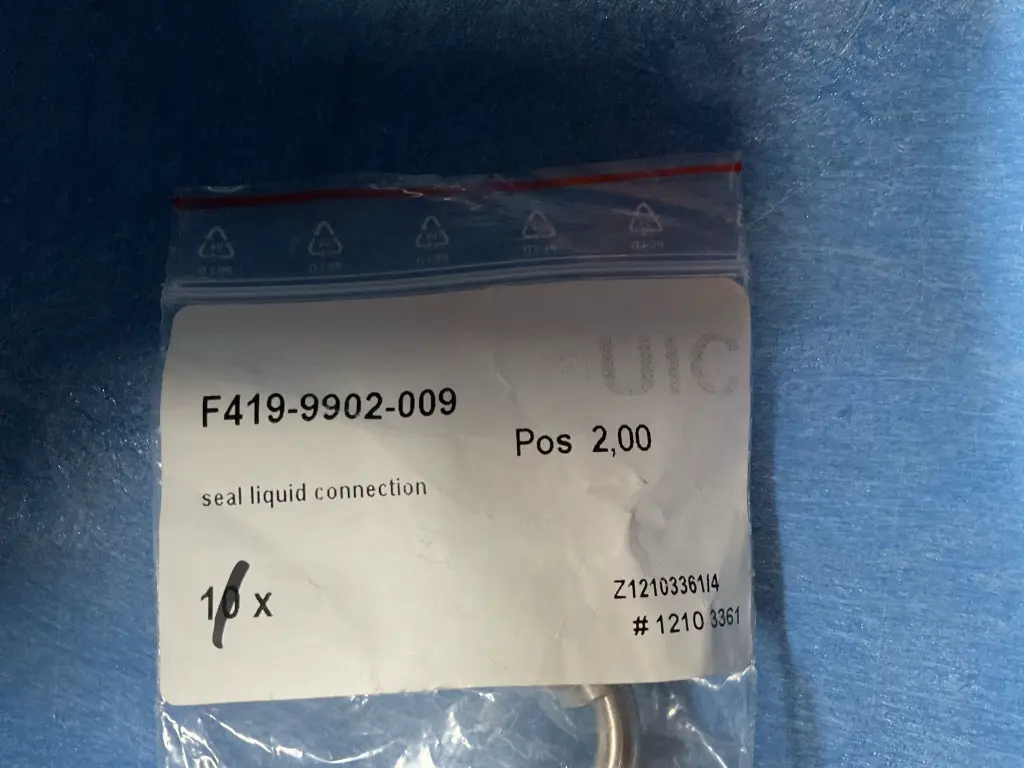 UIC
F419-9902-009
Pos 2,00
seal liquid connection
10 x
Z12103361/4
# 1210 3361